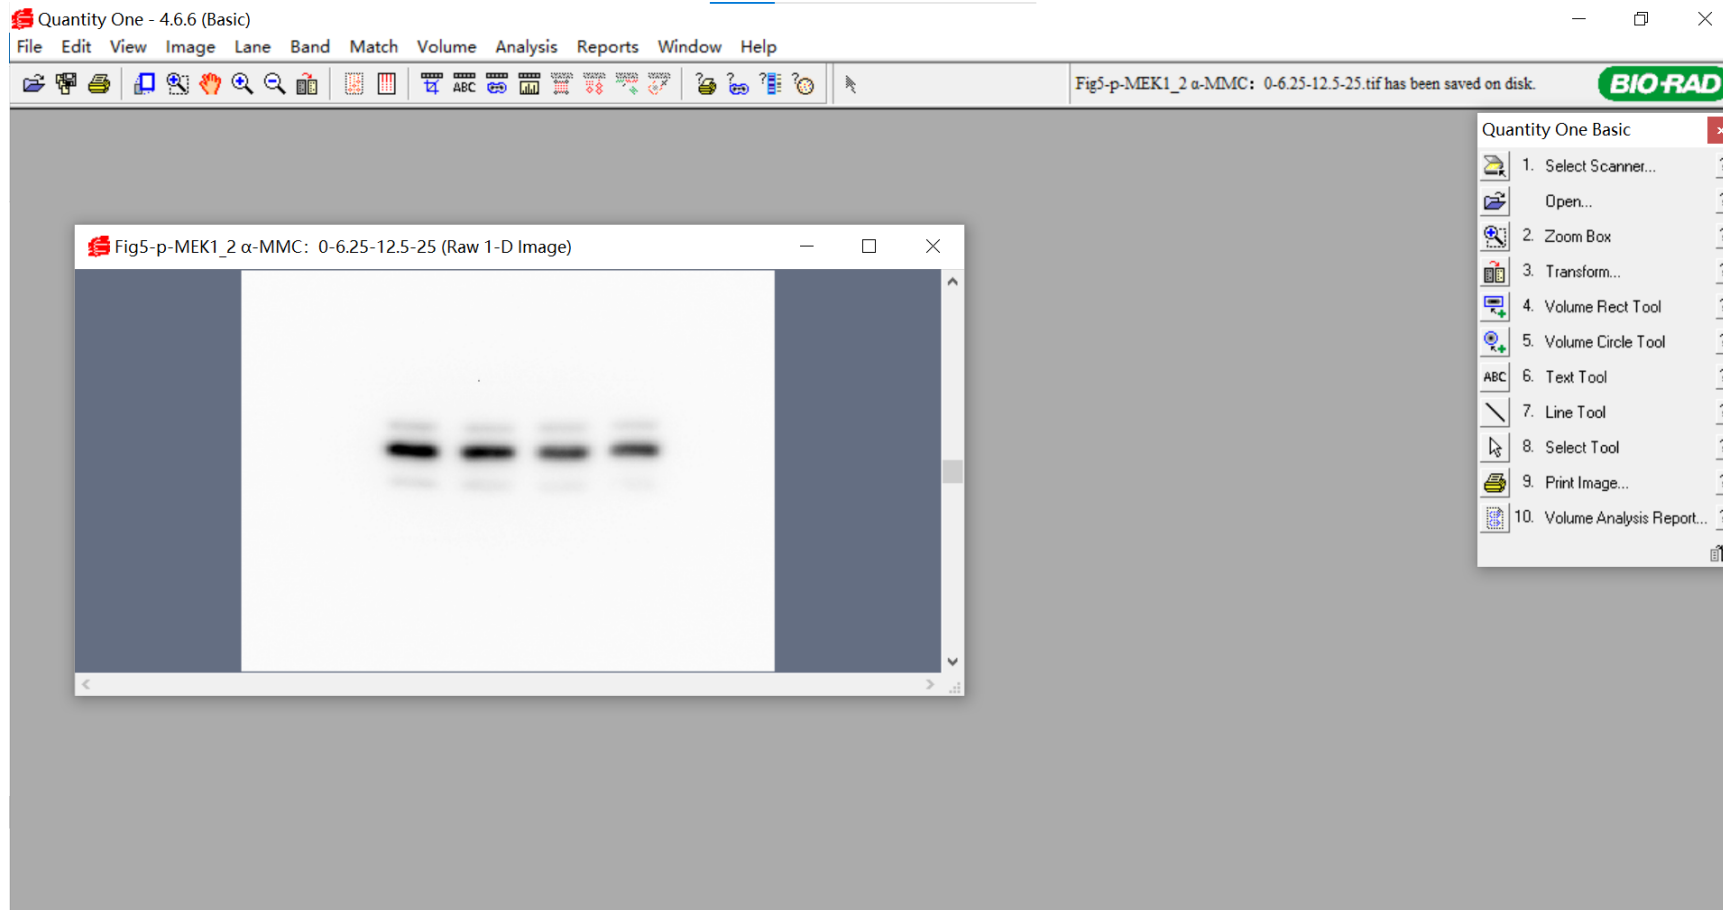 Quantity One - 4.6.6 (Basic)
File Edit View Image Lane Band Match Volume Analysis Reports Window Help
ABC
Fig5-p-MEK1_2 α-MMC：0-6.25-12.5-25.tif has been saved on disk.
BIO-RAD
Quantity One Basic
1. Select Scanner...
Open...
2. Zoom Box
3. Transform...
4. Volume Rect Tool
5. Volume Circle Tool
ABC 6. Text Tool
7. Line Tool
8. Select Tool
9. Print Image...
10. Volume Analysis Report...
Fig5-p-MEK1_2 α-MMC：0-6.25-12.5-25 (Raw 1-D Image)